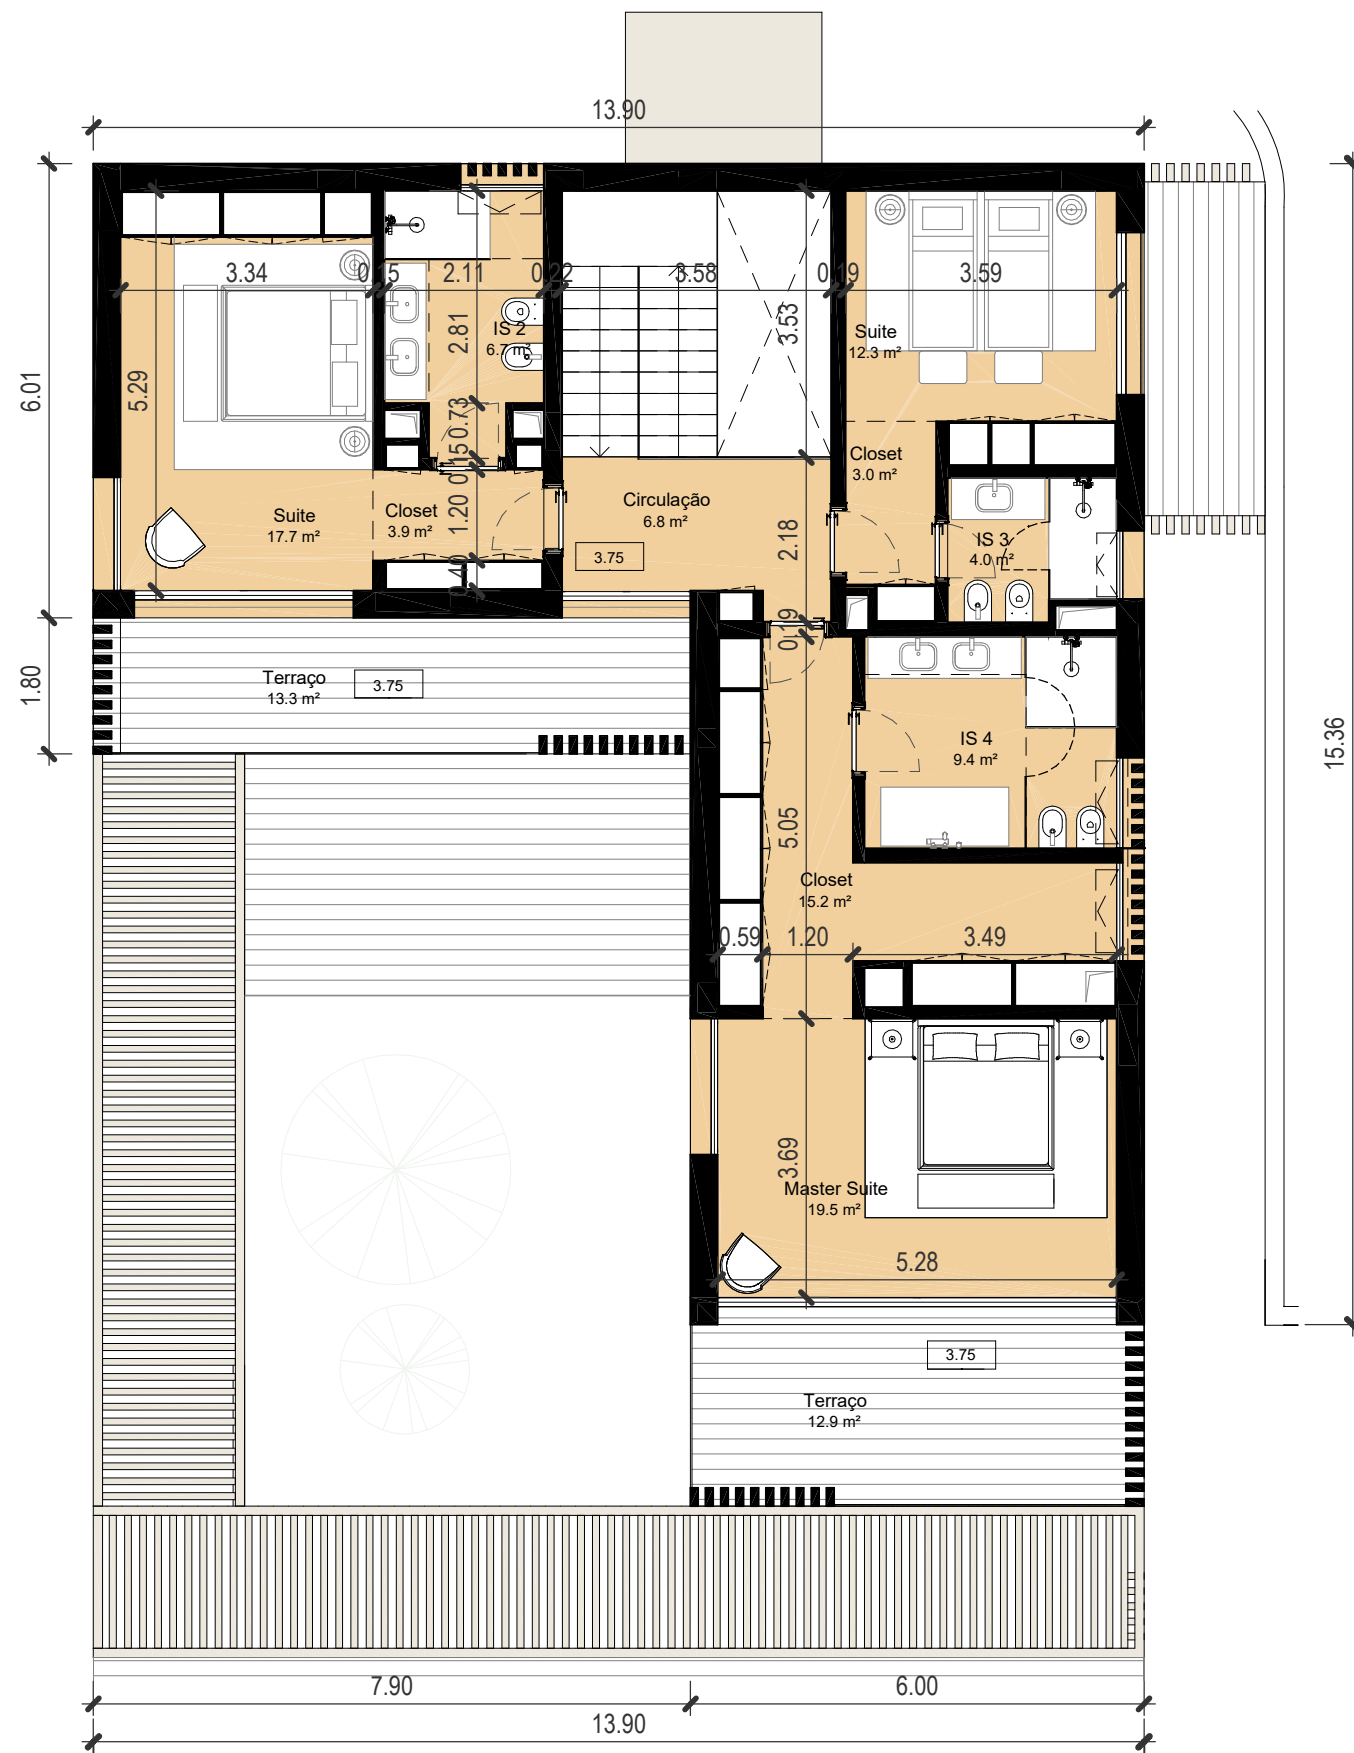 13.90
3.34
0.15
2.11
0.22
3.58
0.19
3.59
6.01
5.29
2.81
IS 2
6.7 m²
3.53
Suite
12.3 m²
0.73
0.15
1.20
0.40
Suite
17.7 m²
Closet
3.9 m²
Circulação
6.8 m²
3.75
2.18
Closet
3.0 m²
IS 3
4.0 m²
0.19
1.80
Terraço
13.3 m²
3.75
IS 4
9.4 m²
15.36
5.05
Closet
15.2 m²
0.59
1.20
3.49
3.69
Master Suite
19.5 m²
5.28
3.75
Terraço
12.9 m²
7.90
6.00
13.90